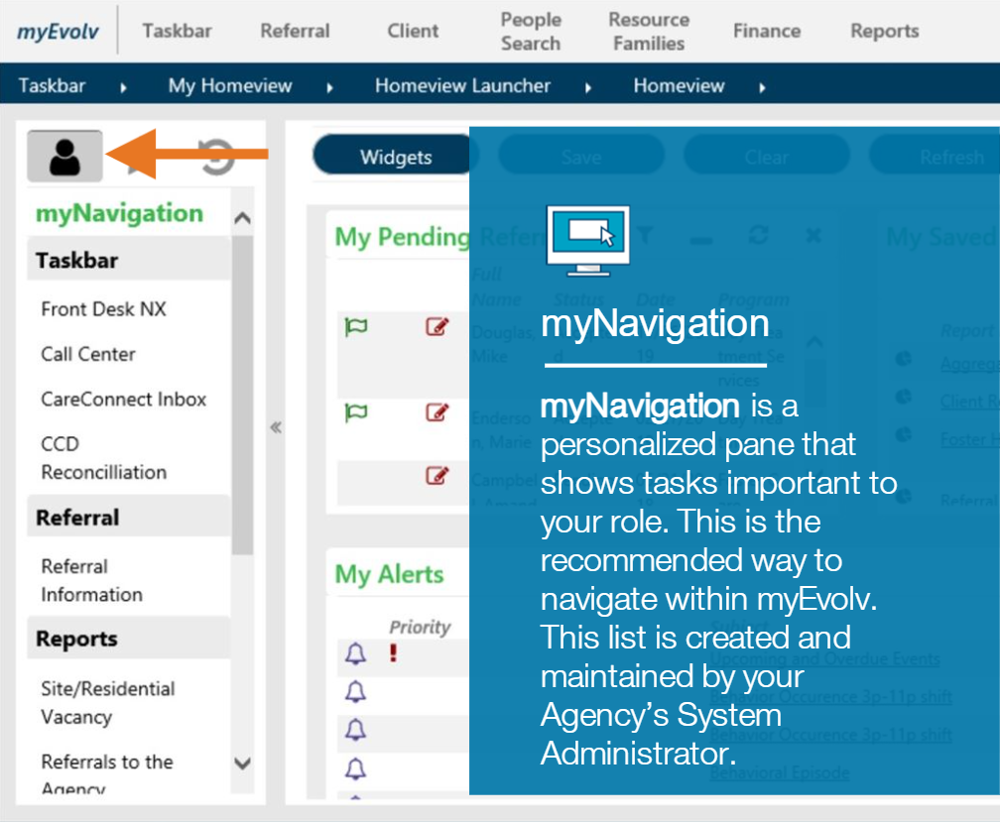 myEvolv
Taskbar
Referral
Client
People
Search
Resource
Families
Finance
Reports
Taskbar
My Homeview
Homeview Launcher
Homeview
Widgets
Save
Clear
Refresh
myNavigation
Taskbar
Front Desk NX
Call Center
CareConnect Inbox
CCD
Reconcilliation
Referral
Referral
Information
Reports
Site/Residential
Vacancy
Referrals to the
Agency
My Pending Refer
My Saved
Full
Name Status Date Program
Douglas,
Mike
19
tment Se
rvices
Enderso
n, Marie
Campbel
Report
Aggrega
Client Re
Foster H
Referral
My Alerts
Priority
!
Upcoming and Overdue Events
Behavior Occurence 3p-11p shift
Behavior Occurence 3p-11p shift
Behavioral Episode
myNavigation
myNavigation is a
personalized pane that
shows tasks important to
your role. This is the
recommended way to
navigate within myEvolv.
This list is created and
maintained by your
Agency’s System
Administrator.